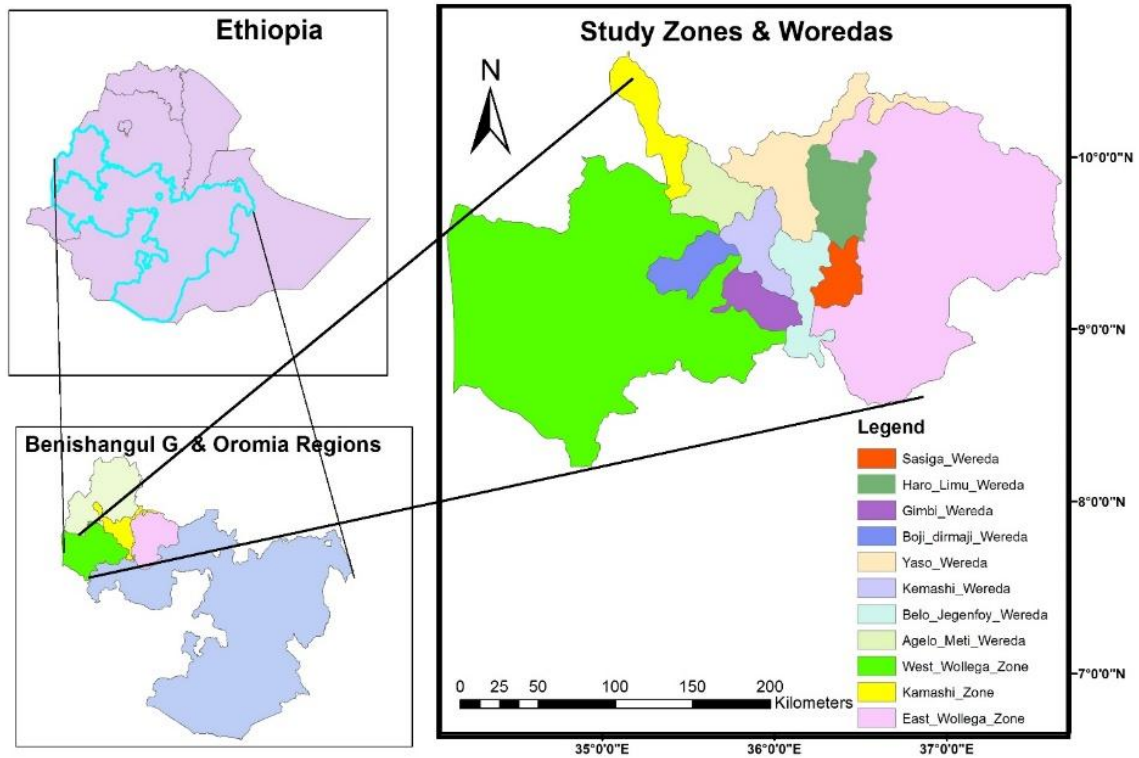 Ethiopia
Benishangul G. & Oromia Regions
Study Zones & Woredas
N
10°0'0"N
9°0'0"N
8°0'0"N
7°0'0"N
Legend
Sasiga_Wereda
Haro_Limu_Wereda
Gimbi_Wereda
Boji_dirmaji_Wereda
Yaso_Wereda
Kemashi_Wereda
Belo_Jegenfoy_Wereda
Agelo_Meti_Wereda
West_Wollega_Zone
Kamashi_Zone
East_Wollega_Zone
0 25 50 100 150 200
Kilometers
35°0'0"E 36°0'0"E 37°0'0"E